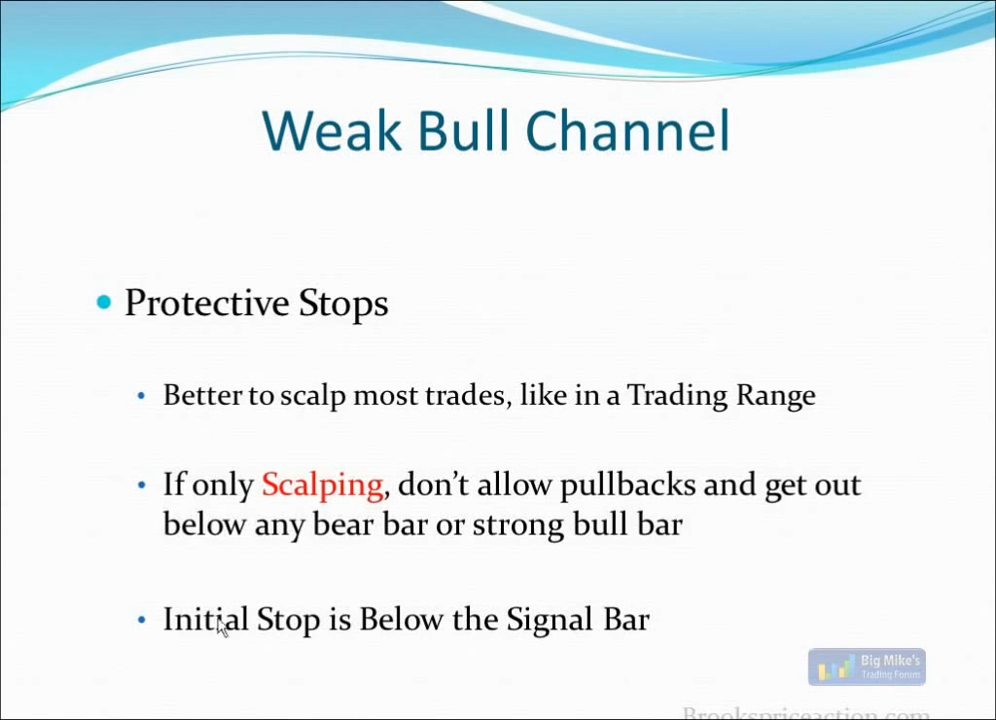 Weak Bull Channel
Protective Stops
Better to scalp most trades, like in a Trading Range
If only Scalping, don’t allow pullbacks and get out
below any bear bar or strong bull bar
Initial Stop is Below the Signal Bar
Big Mike's
Trading Forum
Brookspriceaction.com